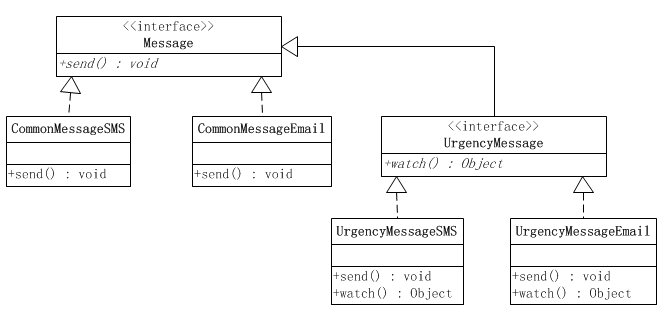 <<interface>>
Message
+send() : void
CommonMessageSMS
+send() : void
CommonMessageEmail
+send() : void
<<interface>>
UrgencyMessage
+watch() : Object
UrgencyMessageSMS
+send() : void
+watch() : Object
UrgencyMessageEmail
+send() : void
+watch() : Object